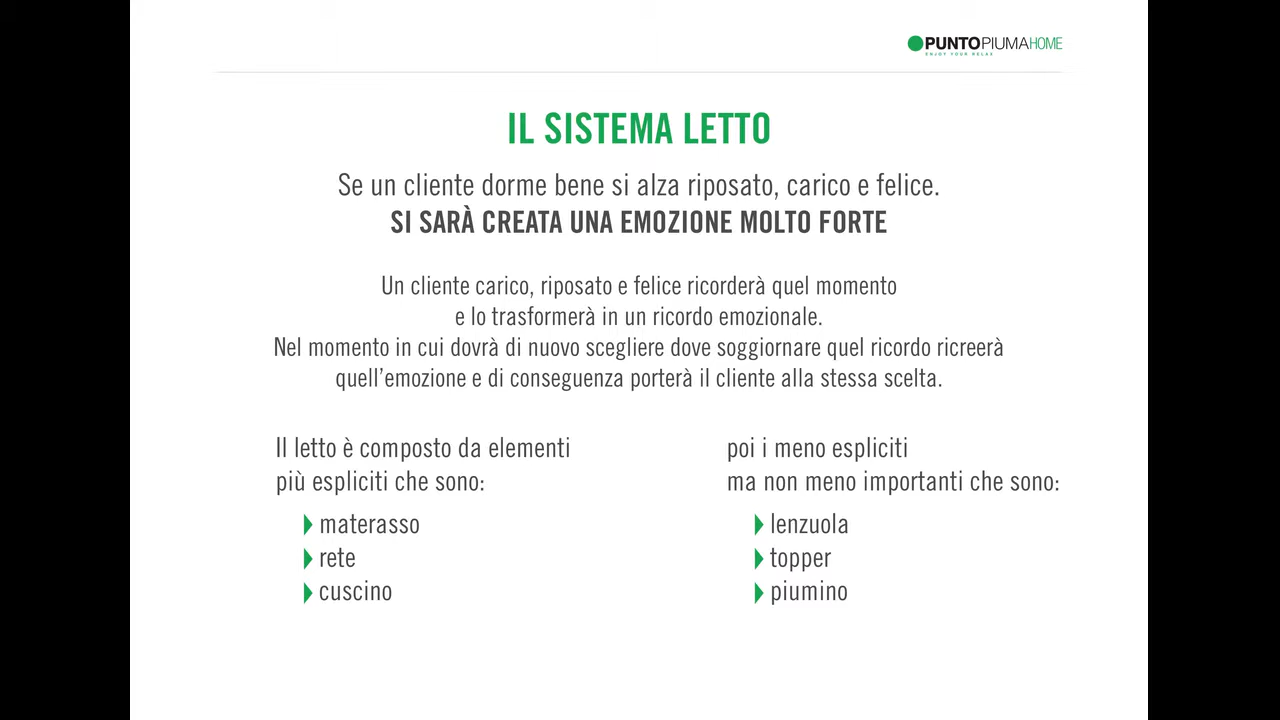 PUNTOPIUMAHOME
ENJOY YOUR RELAX
IL SISTEMA LETTO
Se un cliente dorme bene si alza riposato, carico e felice.
SI SARÀ CREATA UNA EMOZIONE MOLTO FORTE
Un cliente carico, riposato e felice ricorderà quel momento
e lo trasformerà in un ricordo emozionale.
Nel momento in cui dovrà di nuovo scegliere dove soggiornare quel ricordo ricreerà
quell'emozione e di conseguenza porterà il cliente alla stessa scelta.
Il letto è composto da elementi
più espliciti che sono:
materasso
rete
cuscino
poi i meno espliciti
ma non meno importanti che sono:
lenzuola
topper
piumino